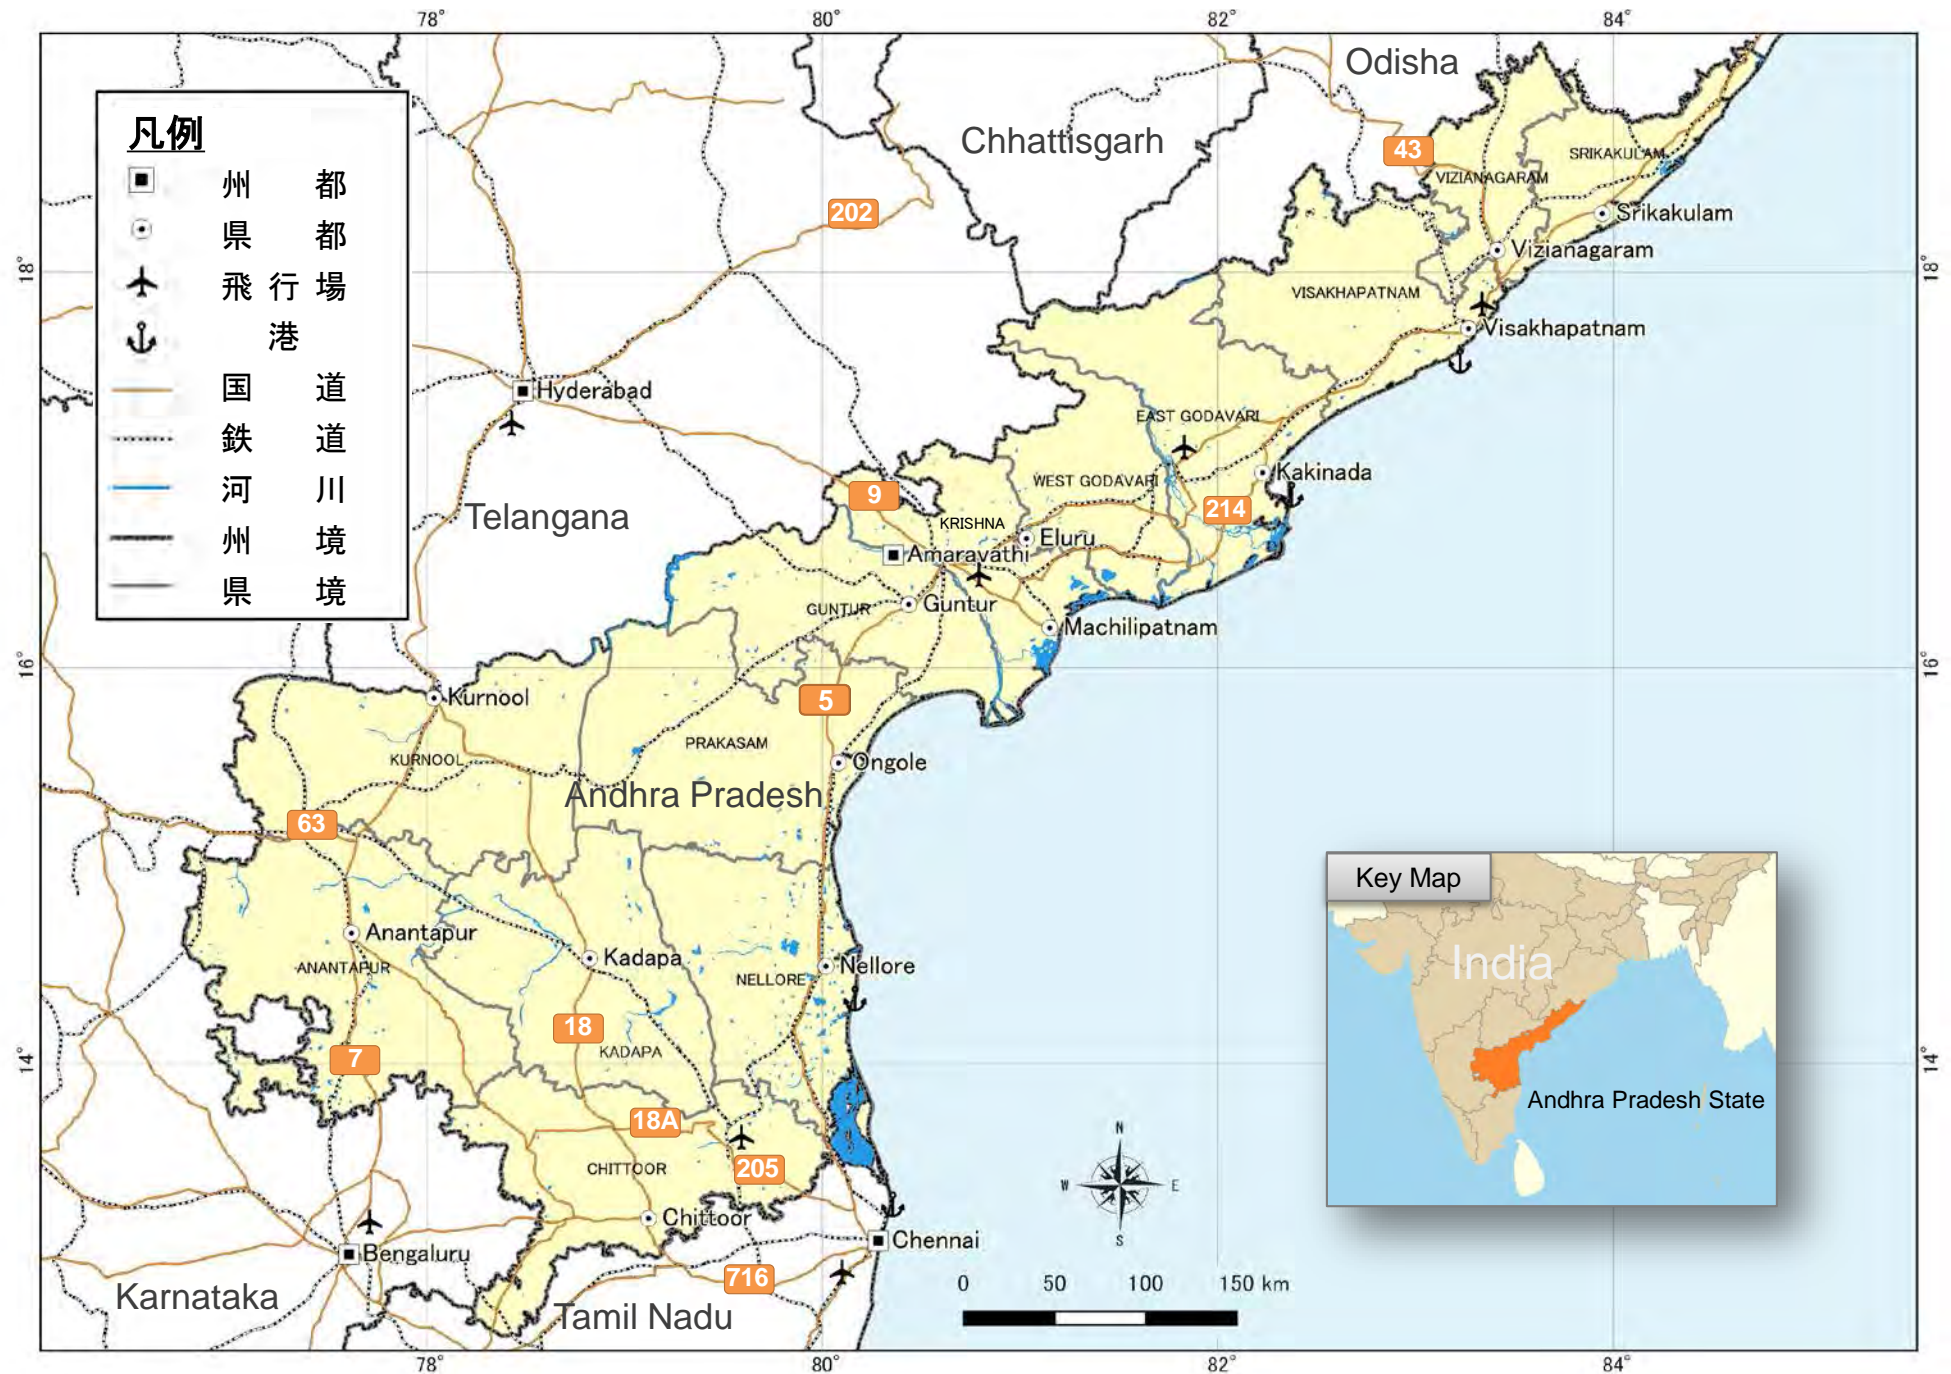 78°
80°
82°
84°
Odisha
Chhattisgarh
43
SRIKAKULAM
VIZIANAGARAM
凡例
州 都
県 都
飛 行 場
港
国 道
鉄 道
河 川
州 境
県 境
202
Srikakulam
Vizianagaram
18°
18°
VISAKHAPATNAM
Visakhapatnam
Hyderabad
EAST GODAVARI
Kakinada
WEST GODAVARI
9
214
Telangana
KRISHNA
Eluru
Amaravathi
GUNTUR
Guntur
Machilipatnam
16°
16°
Kurnool
5
PRAKASAM
KURNOOL
Ongole
Andhra Pradesh
63
Key Map
India
Andhra Pradesh State
Anantapur
Kadapa
Nellore
ANANTAPUR
NELLORE
18
KADAPA
7
14°
14°
18A
CHITTOOR
205
N
W
E
S
Chittoor
Chennai
Bengaluru
716
Karnataka
Tamil Nadu
0 50 100 150 km
78°
80°
82°
84°